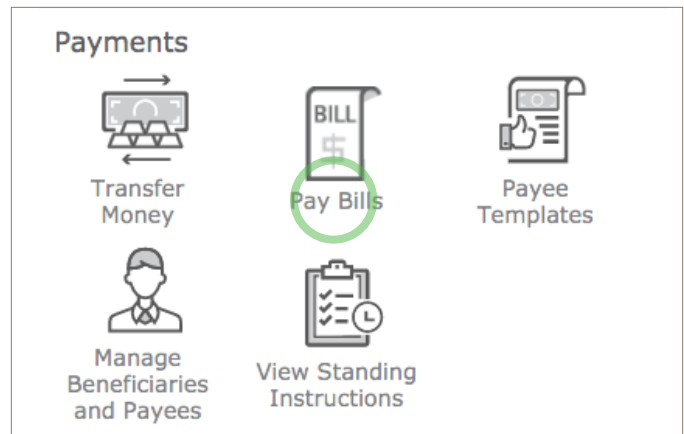 Payments
BILL
$
Transfer
Money
Pay Bills
Payee
Templates
Manage
Beneficiaries
and Payees
View Standing
Instructions